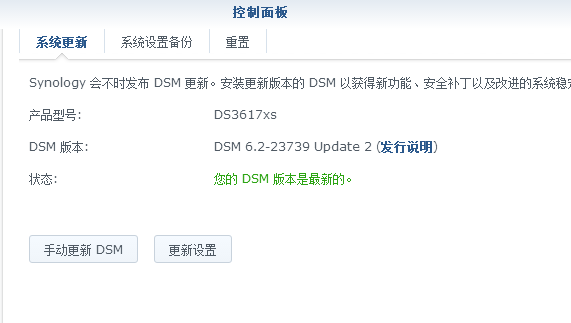 控制面板
系统更新 系统设置备份 重置
Synology 会不时发布 DSM 更新。安装更新版本的 DSM 以获得新功能、安全补丁以及改进的系统稳
产品型号: DS3617xs
DSM 版本: DSM 6.2-23739 Update 2 (发行说明)
状态: 您的 DSM 版本是最新的。
手动更新 DSM 更新设置